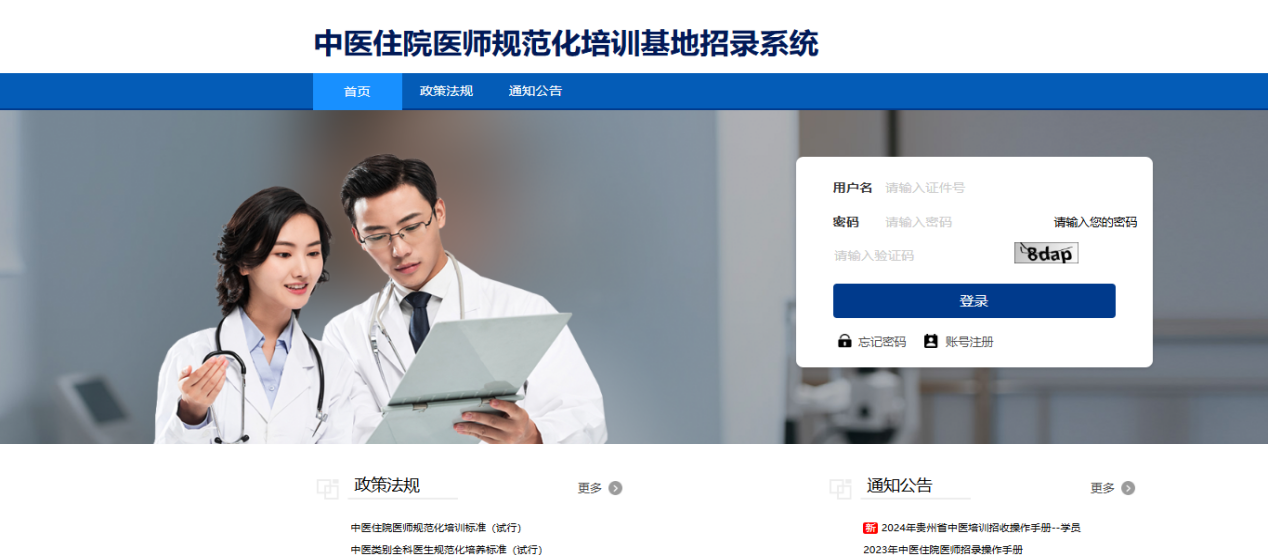 中医住院医师规范化培训基地招录系统
首页 政策法规 通知公告
用户名 请输入证件号
密码 请输入密码 请输入您的密码
请输入验证码 8dap
登录
忘记密码 账号注册
政策法规 更多
中医住院医师规范化培训标准（试行）
中医类别全科医生规范化培养标准（试行）
通知公告 更多
新 2024年贵州省中医培训招收操作手册--学员
2023年中医住院医师招录操作手册